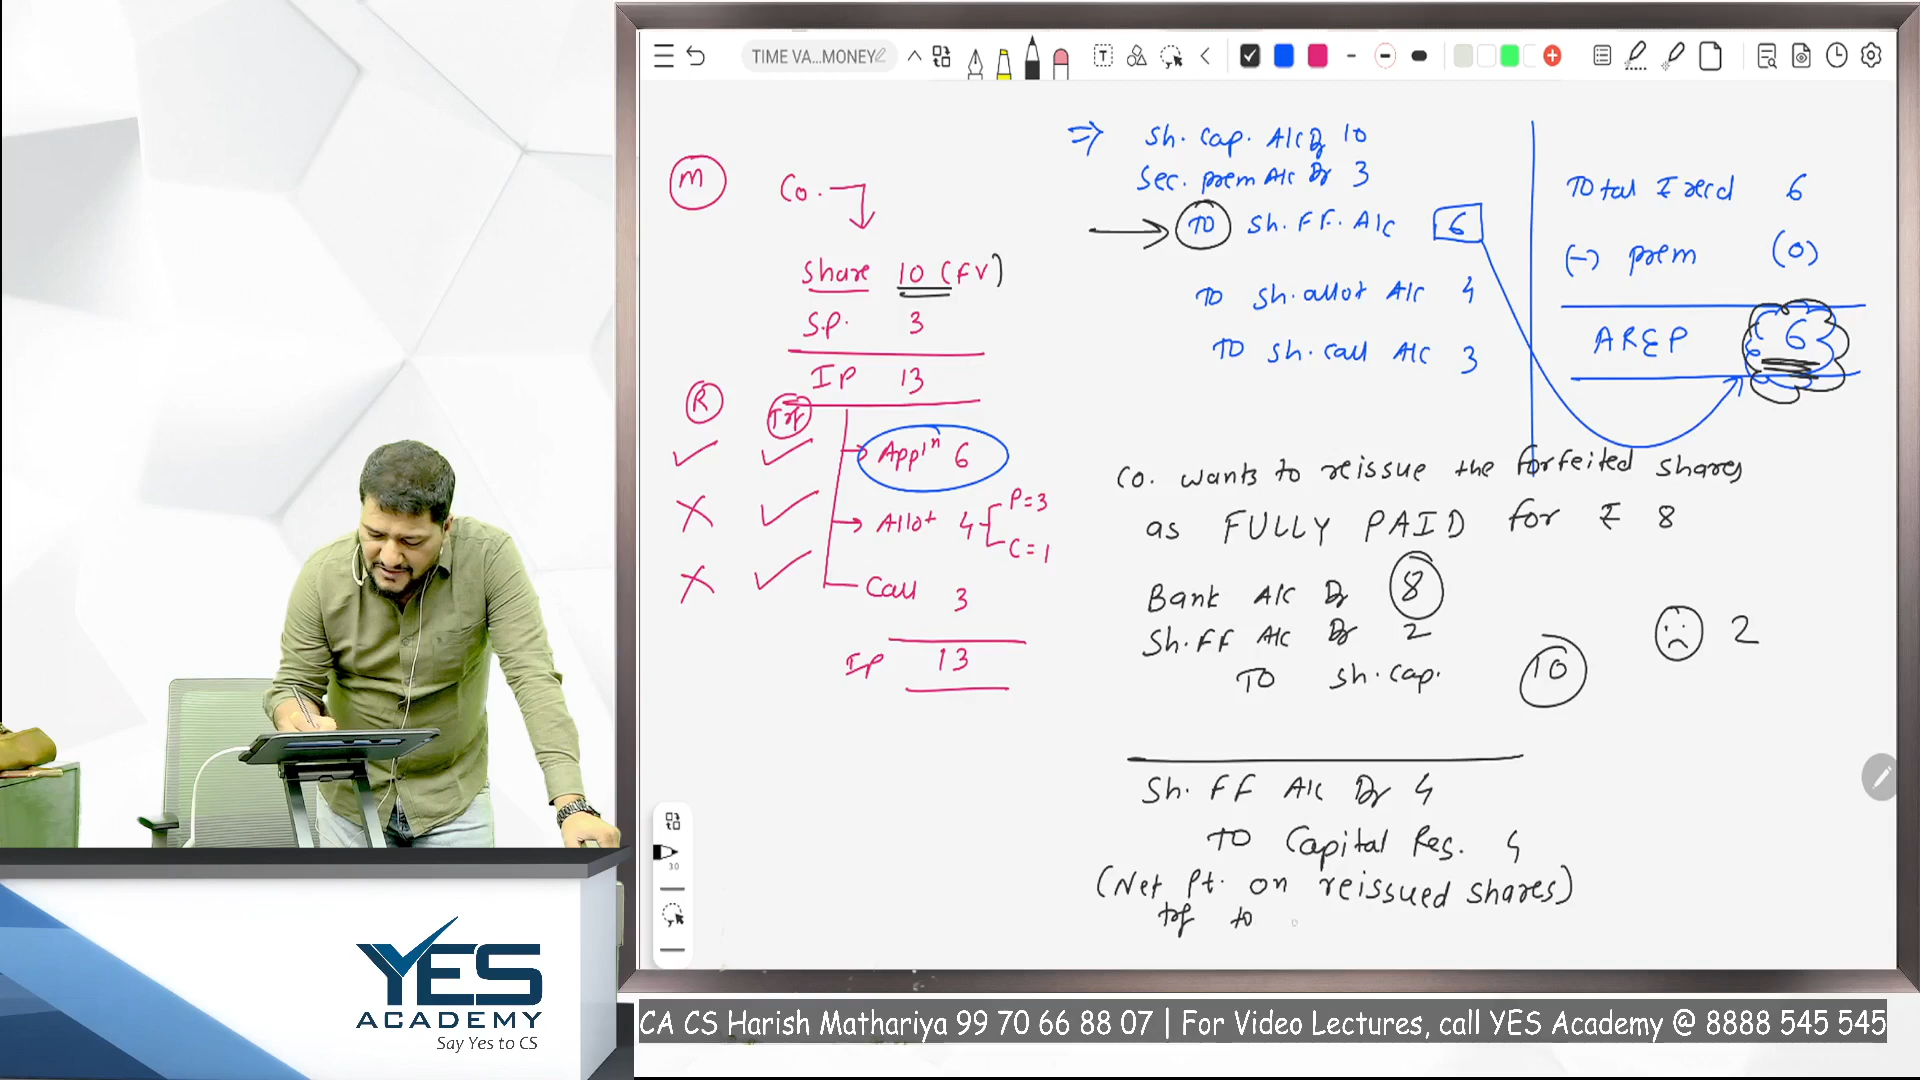 TIME VA...MONEY
M
Co.
Share 10 (FV)
S.P. 3
IP 13
R
Trf
Appl^n 6
Allot 4
P=3
C=1
Call 3
IP 13
⇒ Sh. Cap. A/c Dr 10
Sec. prem A/c Dr 3
→ TO Sh. FF. A/c 6
TO Sh. allot A/c 4
TO Sh. call A/c 3
Total ₹ recd 6
(-) prem (0)
6
Co. wants to reissue the forfeited shares
as FULLY PAID for ₹ 8
Bank A/c Dr 8
Sh. FF A/c Dr 2
TO Sh. cap. 10
2
Sh. FF A/c Dr 4
TO Capital Res. 4
(Net Pt. on reissued shares)
trf to
30
YES
ACADEMY
Say Yes to CS
CA CS Harish Mathariya 99 70 66 88 07 | For Video Lectures, call YES Academy @ 8888 545 545